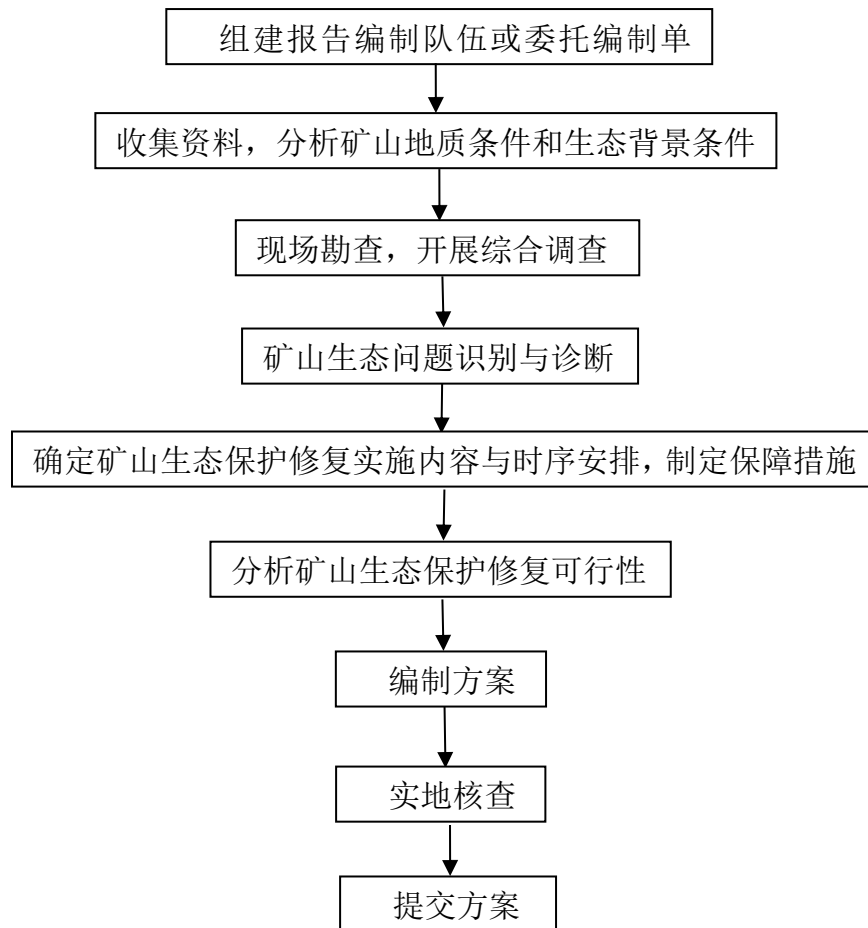 组建报告编制队伍或委托编制单
收集资料，分析矿山地质条件和生态背景条件
现场勘查，开展综合调查
矿山生态问题识别与诊断
确定矿山生态保护修复实施内容与时序安排，制定保障措施
分析矿山生态保护修复可行性
编制方案
实地核查
提交方案